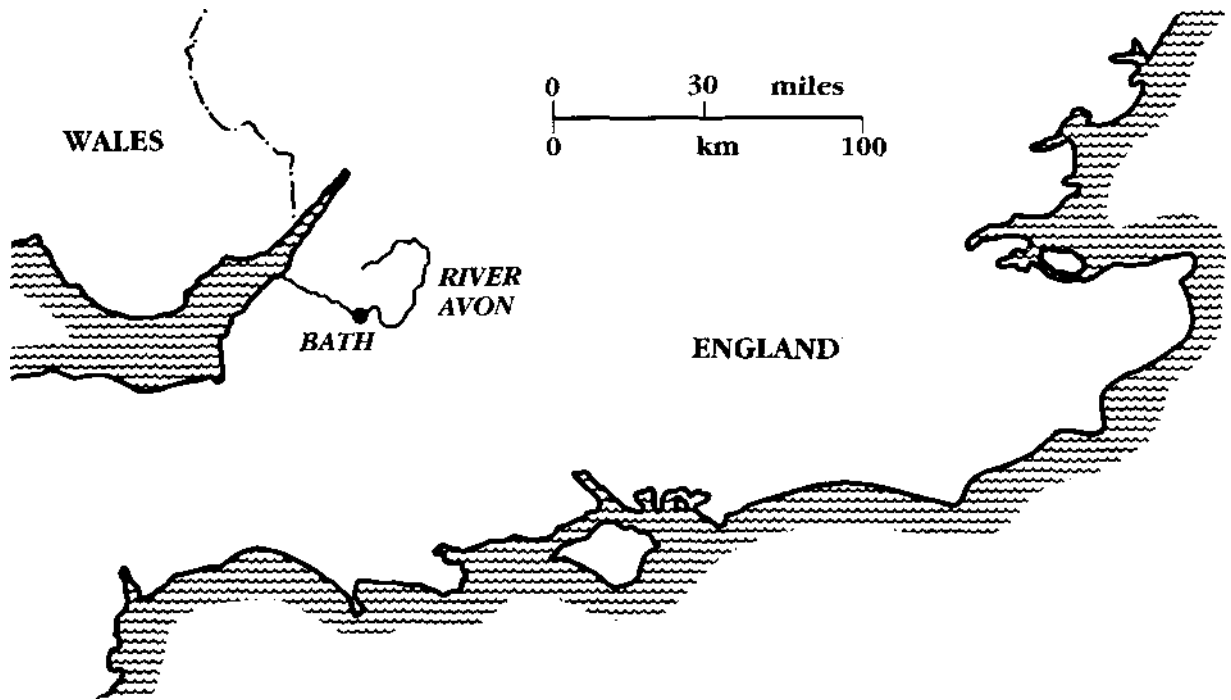 0 30 miles
0 km 100
WALES
RIVER
AVON
BATH
ENGLAND